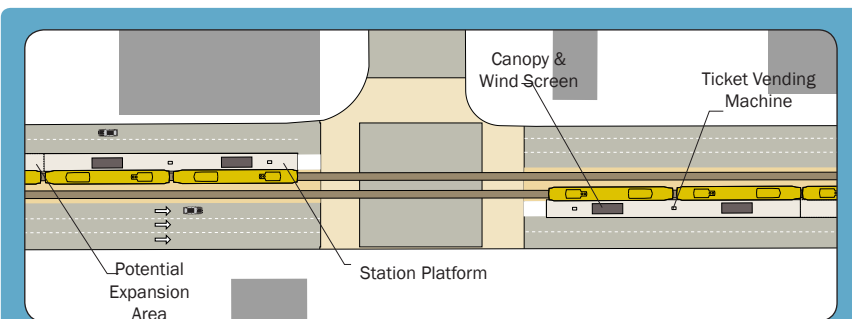 Canopy &
Wind Screen
Ticket Vending
Machine
Potential
Expansion
Area
Station Platform